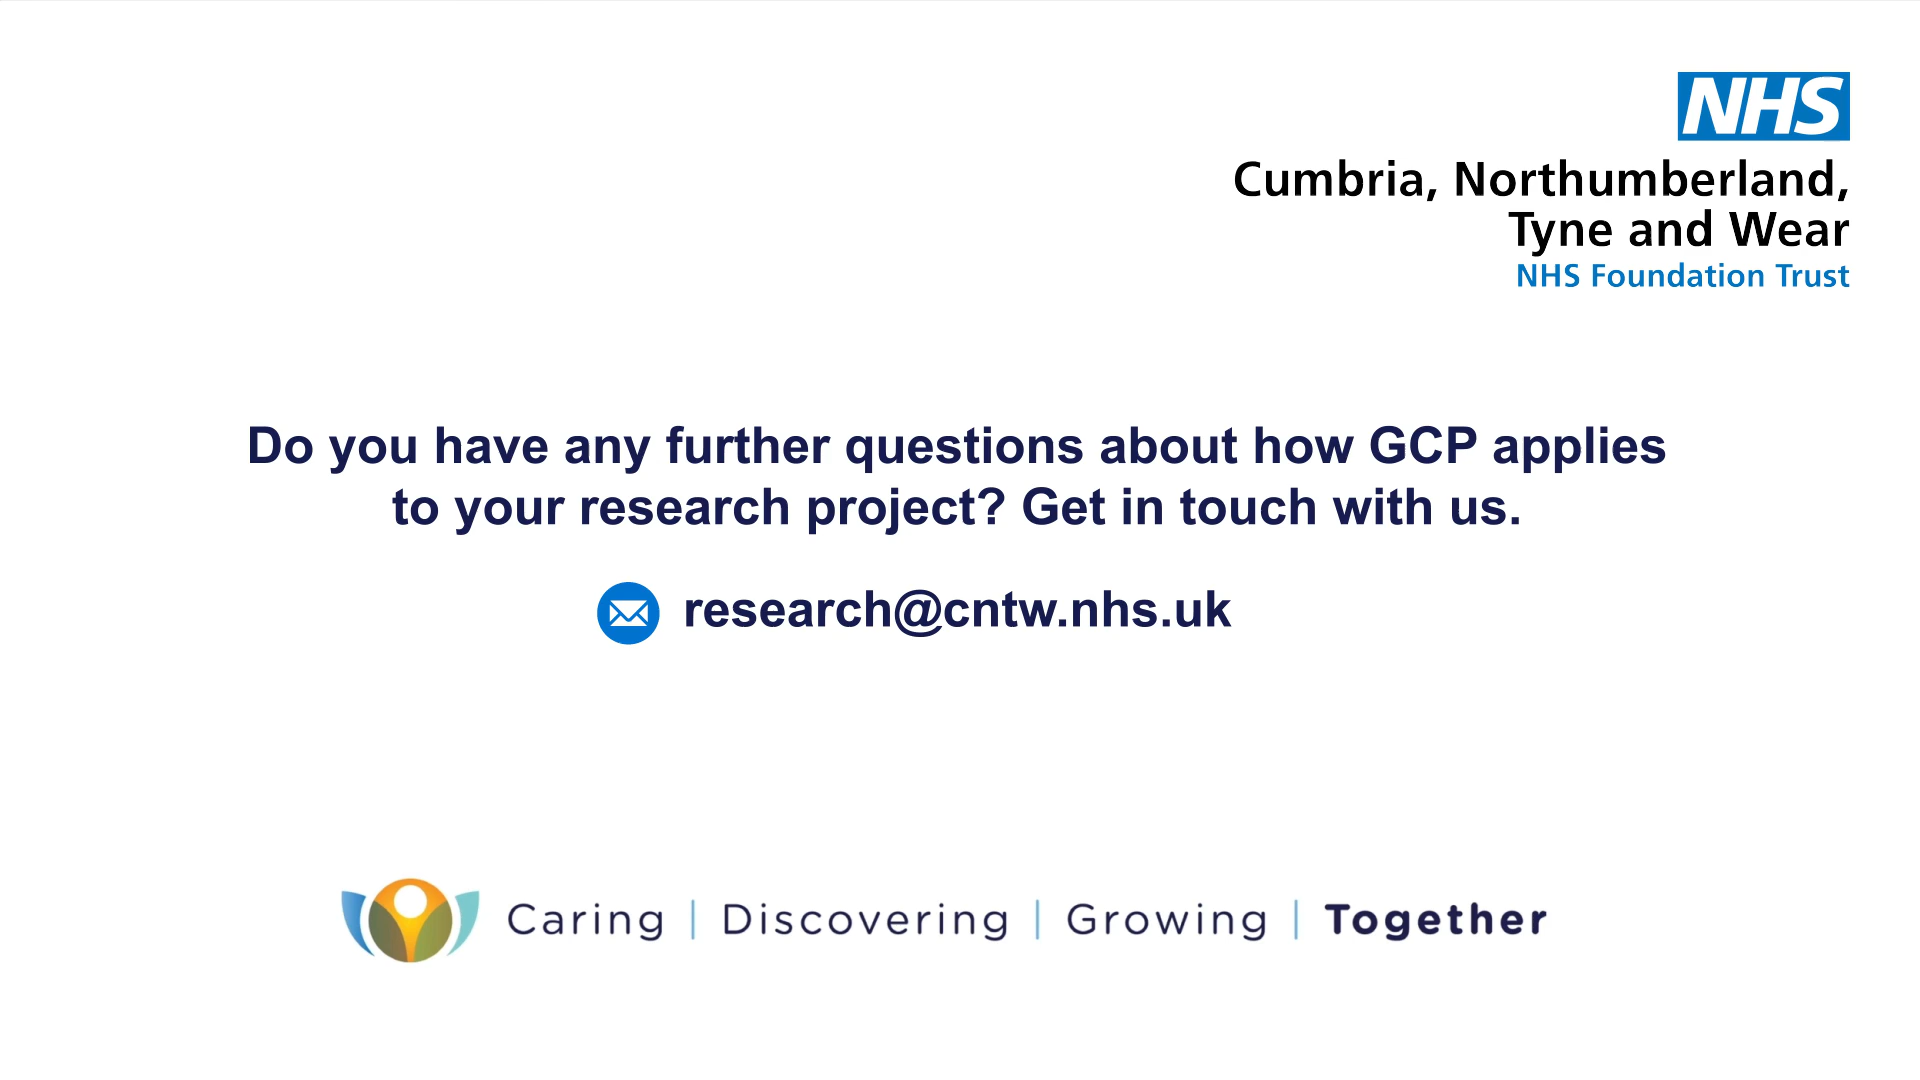 NHS
Cumbria, Northumberland,
Tyne and Wear
NHS Foundation Trust
Do you have any further questions about how GCP applies
to your research project? Get in touch with us.
research@cntw.nhs.uk
Caring | Discovering | Growing | Together